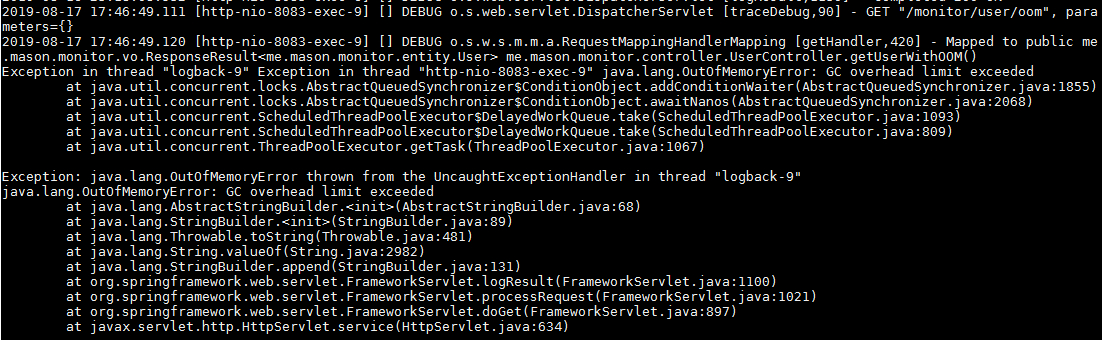 2019-08-17 17:46:49.111 [http-nio-8083-exec-9] [] DEBUG o.s.web.servlet.DispatcherServlet [traceDebug,90] - GET "/monitor/user/oom", para
meters={}
2019-08-17 17:46:49.120 [http-nio-8083-exec-9] [] DEBUG o.s.w.s.m.m.a.RequestMappingHandlerMapping [getHandler,420] - Mapped to public me
.mason.monitor.vo.ResponseResult<me.mason.monitor.entity.User> me.mason.monitor.controller.UserController.getUserWithOOM()
Exception in thread "logback-9" Exception in thread "http-nio-8083-exec-9" java.lang.OutOfMemoryError: GC overhead limit exceeded
at java.util.concurrent.locks.AbstractQueuedSynchronizer$ConditionObject.addConditionWaiter(AbstractQueuedSynchronizer.java:1855)
at java.util.concurrent.locks.AbstractQueuedSynchronizer$ConditionObject.awaitNanos(AbstractQueuedSynchronizer.java:2068)
at java.util.concurrent.ScheduledThreadPoolExecutor$DelayedWorkQueue.take(ScheduledThreadPoolExecutor.java:1093)
at java.util.concurrent.ScheduledThreadPoolExecutor$DelayedWorkQueue.take(ScheduledThreadPoolExecutor.java:809)
at java.util.concurrent.ThreadPoolExecutor.getTask(ThreadPoolExecutor.java:1067)
Exception: java.lang.OutOfMemoryError thrown from the UncaughtExceptionHandler in thread "logback-9"
java.lang.OutOfMemoryError: GC overhead limit exceeded
at java.lang.AbstractStringBuilder.<init>(AbstractStringBuilder.java:68)
at java.lang.StringBuilder.<init>(StringBuilder.java:89)
at java.lang.Throwable.toString(Throwable.java:481)
at java.lang.String.valueOf(String.java:2982)
at java.lang.StringBuilder.append(StringBuilder.java:131)
at org.springframework.web.servlet.FrameworkServlet.logResult(FrameworkServlet.java:1100)
at org.springframework.web.servlet.FrameworkServlet.processRequest(FrameworkServlet.java:1021)
at org.springframework.web.servlet.FrameworkServlet.doGet(FrameworkServlet.java:897)
at javax.servlet.http.HttpServlet.service(HttpServlet.java:634)